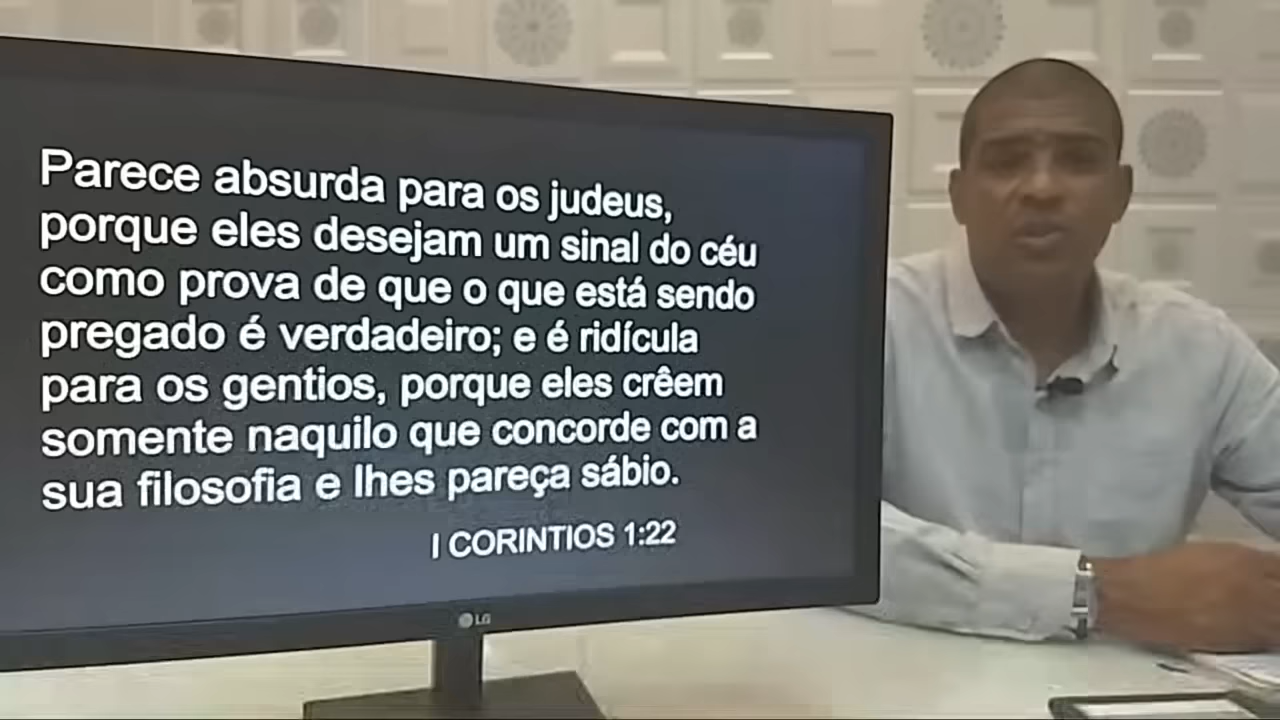 Parece absurda para os judeus,
porque eles desejam um sinal do céu
como prova de que o que está sendo
pregado é verdadeiro; e é ridícula
para os gentios, porque eles crêem
somente naquilo que concorde com a
sua filosofia e lhes pareça sábio.
I CORINTIOS 1:22
LG